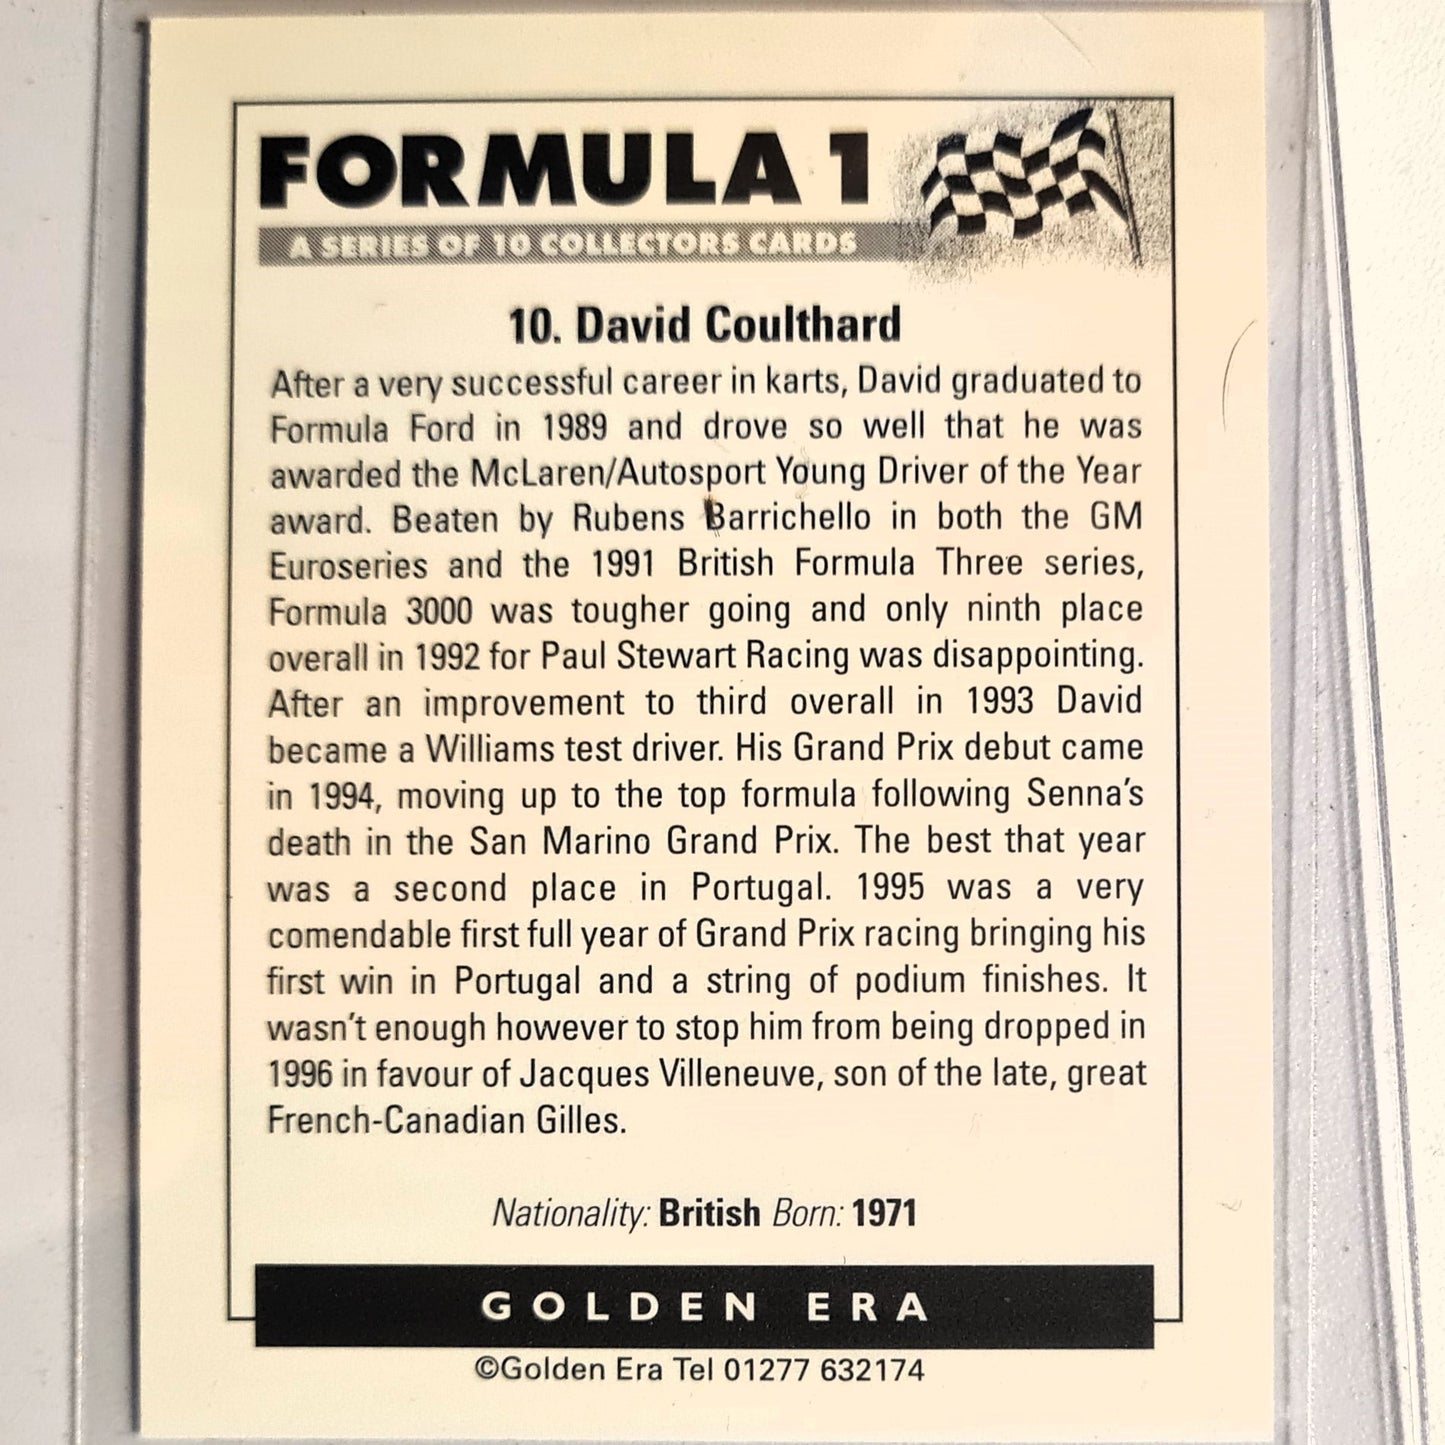 FORMULA 1
A SERIES OF 10 COLLECTORS CARDS
10. David Coulthard
After a very successful career in karts, David graduated to
Formula Ford in 1989 and drove so well that he was
awarded the McLaren/Autosport Young Driver of the Year
award. Beaten by Rubens Barrichello in both the GM
Euroseries and the 1991 British Formula Three series,
Formula 3000 was tougher going and only ninth place
overall in 1992 for Paul Stewart Racing was disappointing.
After an improvement to third overall in 1993 David
became a Williams test driver. His Grand Prix debut came
in 1994, moving up to the top formula following Senna's
death in the San Marino Grand Prix. The best that year
was a second place in Portugal. 1995 was a very
comendable first full year of Grand Prix racing bringing his
first win in Portugal and a string of podium finishes. It
wasn't enough however to stop him from being dropped in
1996 in favour of Jacques Villeneuve, son of the late, great
French-Canadian Gilles.
Nationality: British Born: 1971
GOLDEN ERA
©Golden Era Tel 01277 632174